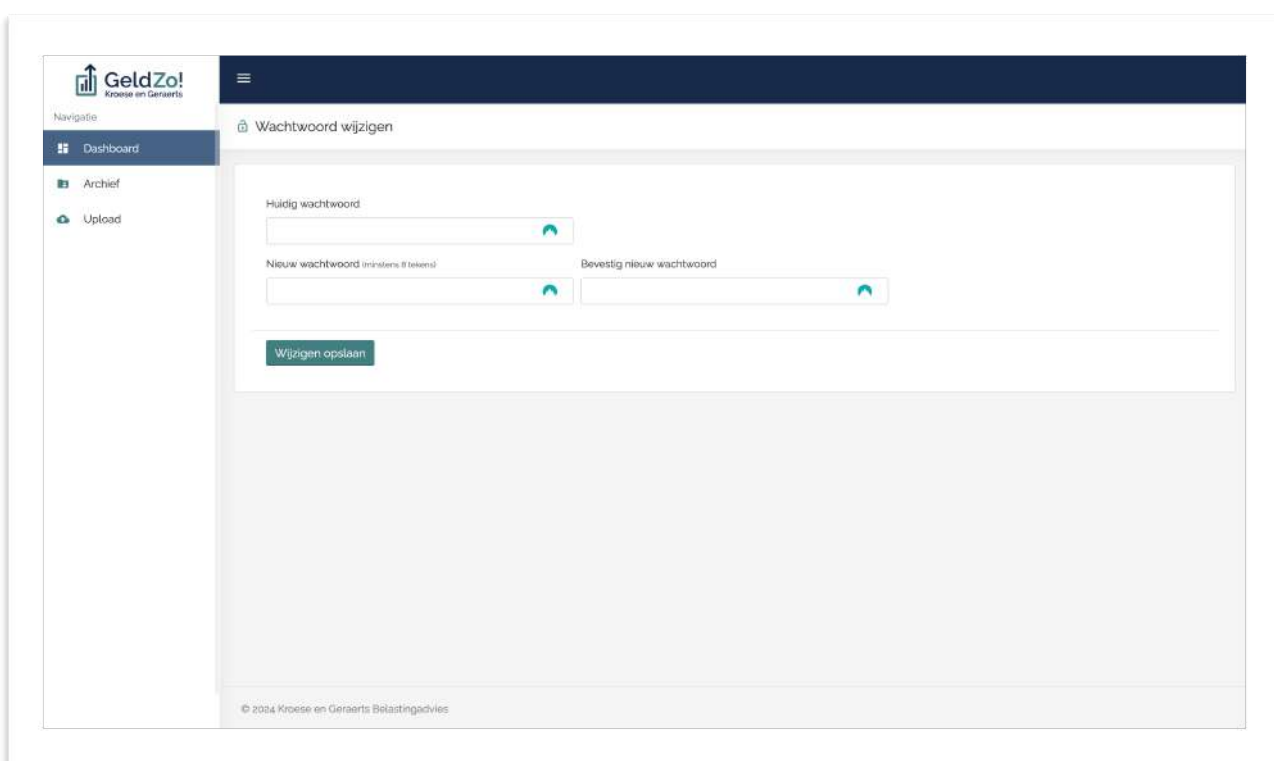 GeldZo!
Kroese en Geraerts
Navigatie
Dashboard
Archief
Upload
Wachtwoord wijzigen
Huidig wachtwoord
Nieuw wachtwoord (minstens 8 tekens)
Bevestig nieuw wachtwoord
Wijzigen opslaan
© 2024 Kroese en Geraerts Belastingadvies